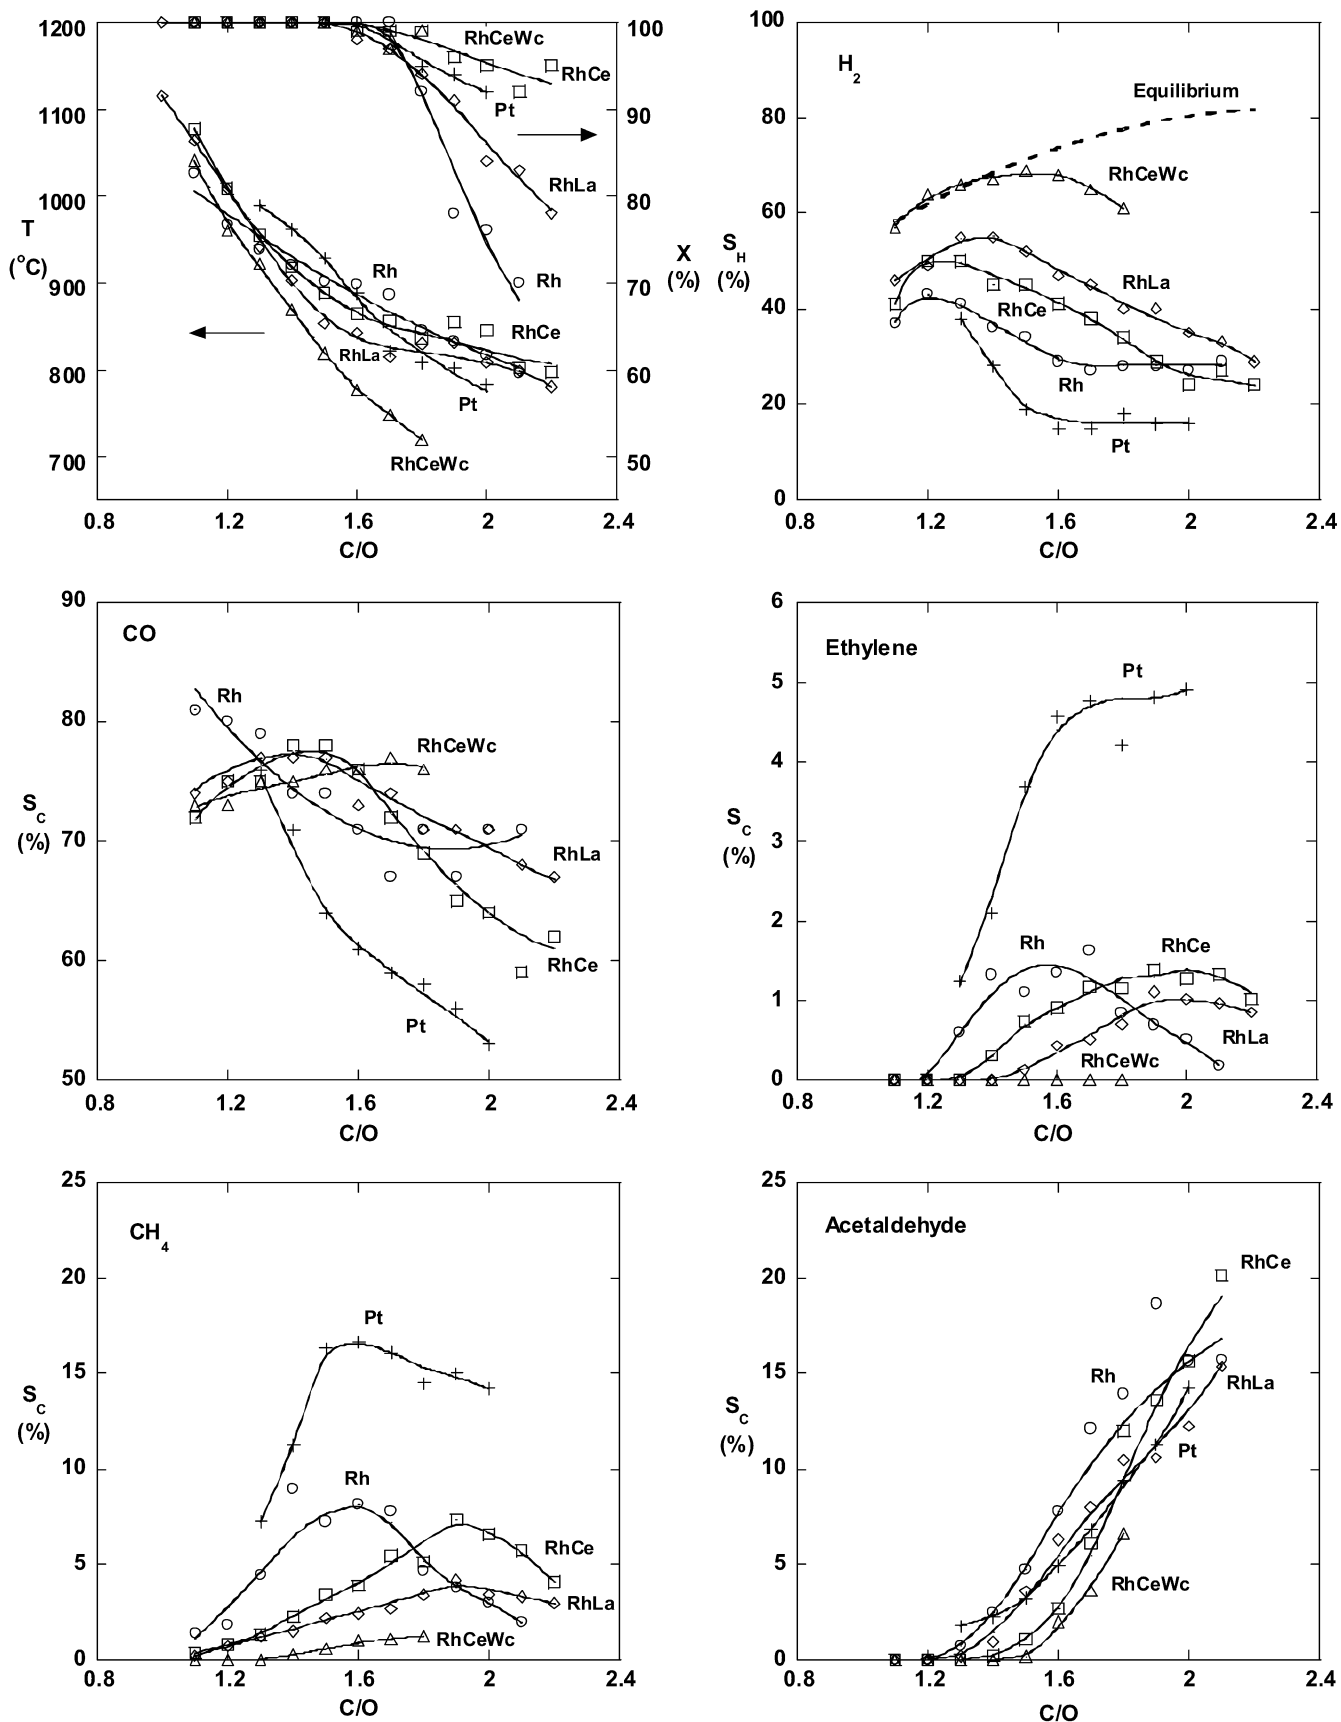 1200
1100
1000
900
800
700
T
(°C)
100
90
80
70
60
50
X
(%)
RhCeWc
RhCe
Pt
RhLa
Rh
Rh
RhCe
RhLa
Pt
RhCeWc
0.8 1.2 1.6 2 2.4
C/O
100
80
60
40
20
0
S_H
(%)
H₂
Equilibrium
RhCeWc
RhLa
RhCe
Rh
Pt
0.8 1.2 1.6 2 2.4
C/O
90
80
70
60
50
S_C
(%)
CO
Rh
RhCeWc
RhLa
RhCe
Pt
0.8 1.2 1.6 2 2.4
C/O
6
5
4
3
2
1
0
S_C
(%)
Ethylene
Pt
Rh
RhCe
RhLa
RhCeWc
0.8 1.2 1.6 2 2.4
C/O
25
20
15
10
5
0
S_C
(%)
CH₄
Pt
Rh
RhCe
RhLa
RhCeWc
0.8 1.2 1.6 2 2.4
C/O
25
20
15
10
5
0
S_C
(%)
Acetaldehyde
RhCe
Rh
RhLa
Pt
RhCeWc
0.8 1.2 1.6 2 2.4
C/O